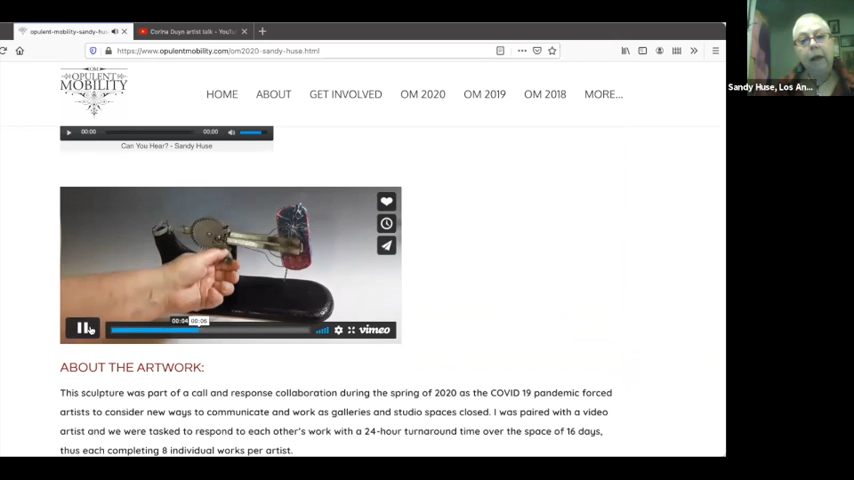 opulent-mobility-sandy-hus
Corina Duyn artist talk - YouTu
https://www.opulentmobility.com/om2020-sandy-huse.html
OM
OPULENT
MOBILITY
HOME
ABOUT
GET INVOLVED
OM 2020
OM 2019
OM 2018
MORE...
Sandy Huse, Los An...
00:00
00:00
Can You Hear? - Sandy Huse
00:04
00:06
vimeo
ABOUT THE ARTWORK:
This sculpture was part of a call and response collaboration during the spring of 2020 as the COVID 19 pandemic forced
artists to consider new ways to communicate and work as galleries and studio spaces closed. I was paired with a video
artist and we were tasked to respond to each other's work with a 24-hour turnaround time over the space of 16 days,
thus each completing 8 individual works per artist.